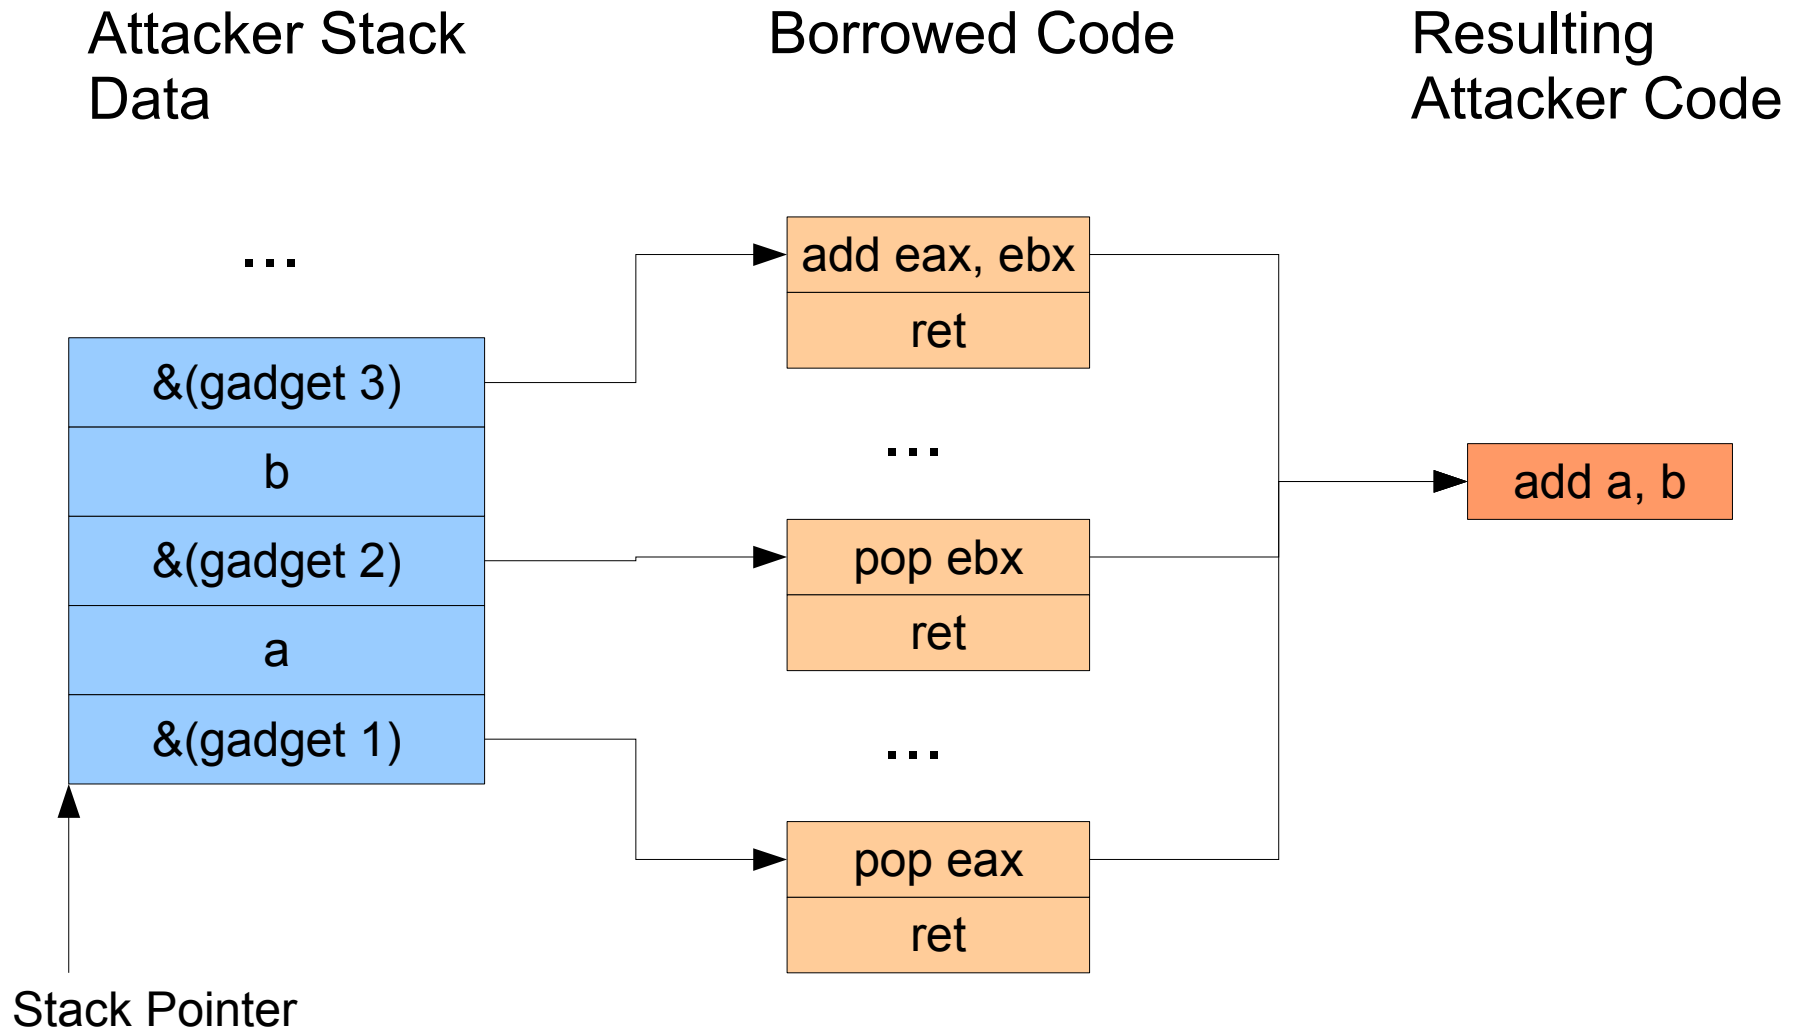 Attacker Stack
Data
Borrowed Code
Resulting
Attacker Code
...
&(gadget 3)
b
&(gadget 2)
a
&(gadget 1)
Stack Pointer
add eax, ebx
ret
...
pop ebx
ret
...
pop eax
ret
add a, b